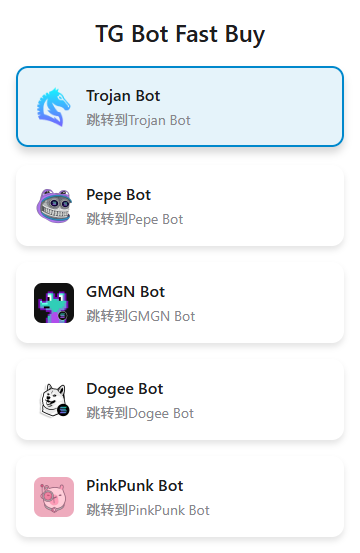 TG Bot Fast Buy
Trojan Bot
跳转到Trojan Bot
Pepe Bot
跳转到Pepe Bot
GMGN Bot
跳转到GMGN Bot
Dogee Bot
跳转到Dogee Bot
PinkPunk Bot
跳转到PinkPunk Bot